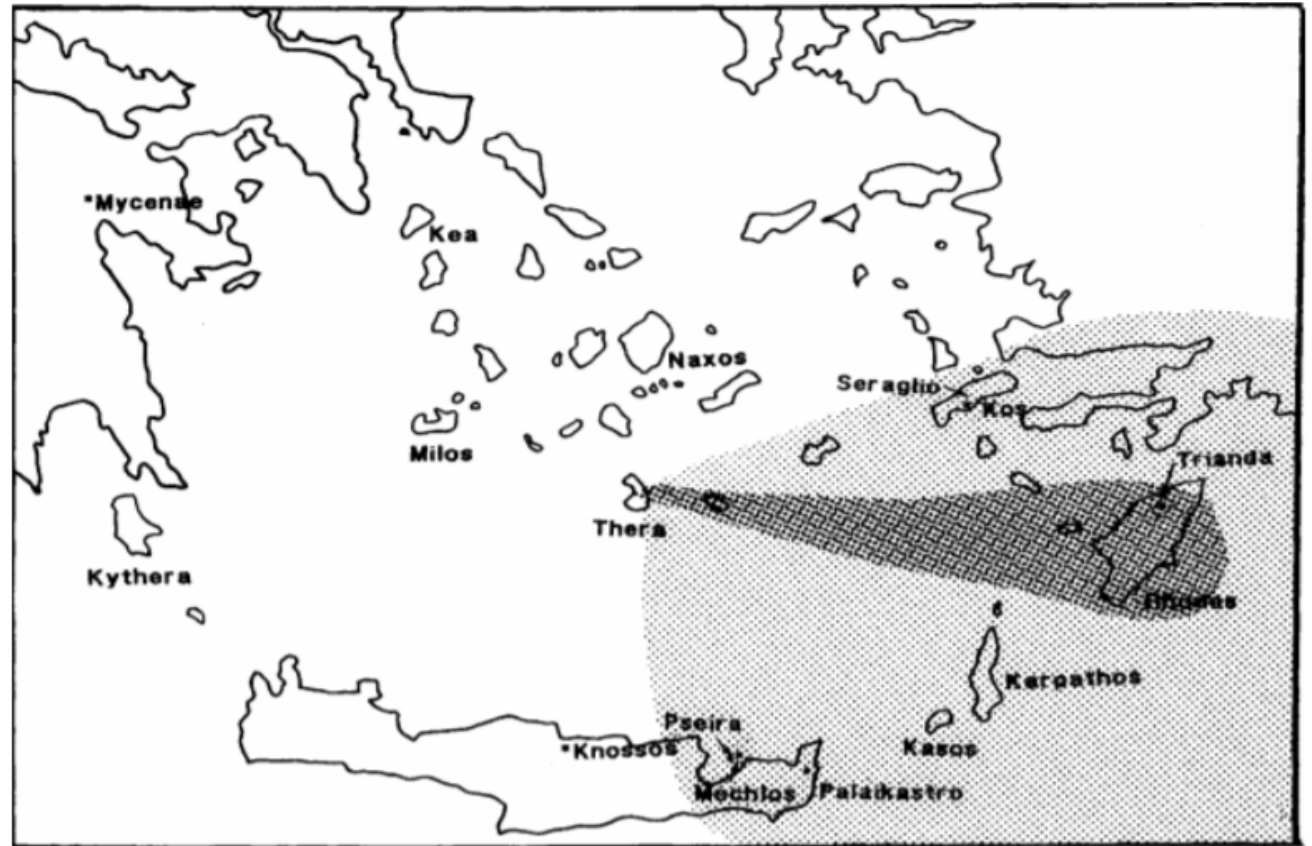 Mycenae
Kea
Naxos
Seraglio
Kos
Milos
Trianda
Thera
Kythera
Rhodes
Karpathos
Pseira
Kasos
Knossos
Mochlos
Palaikastro